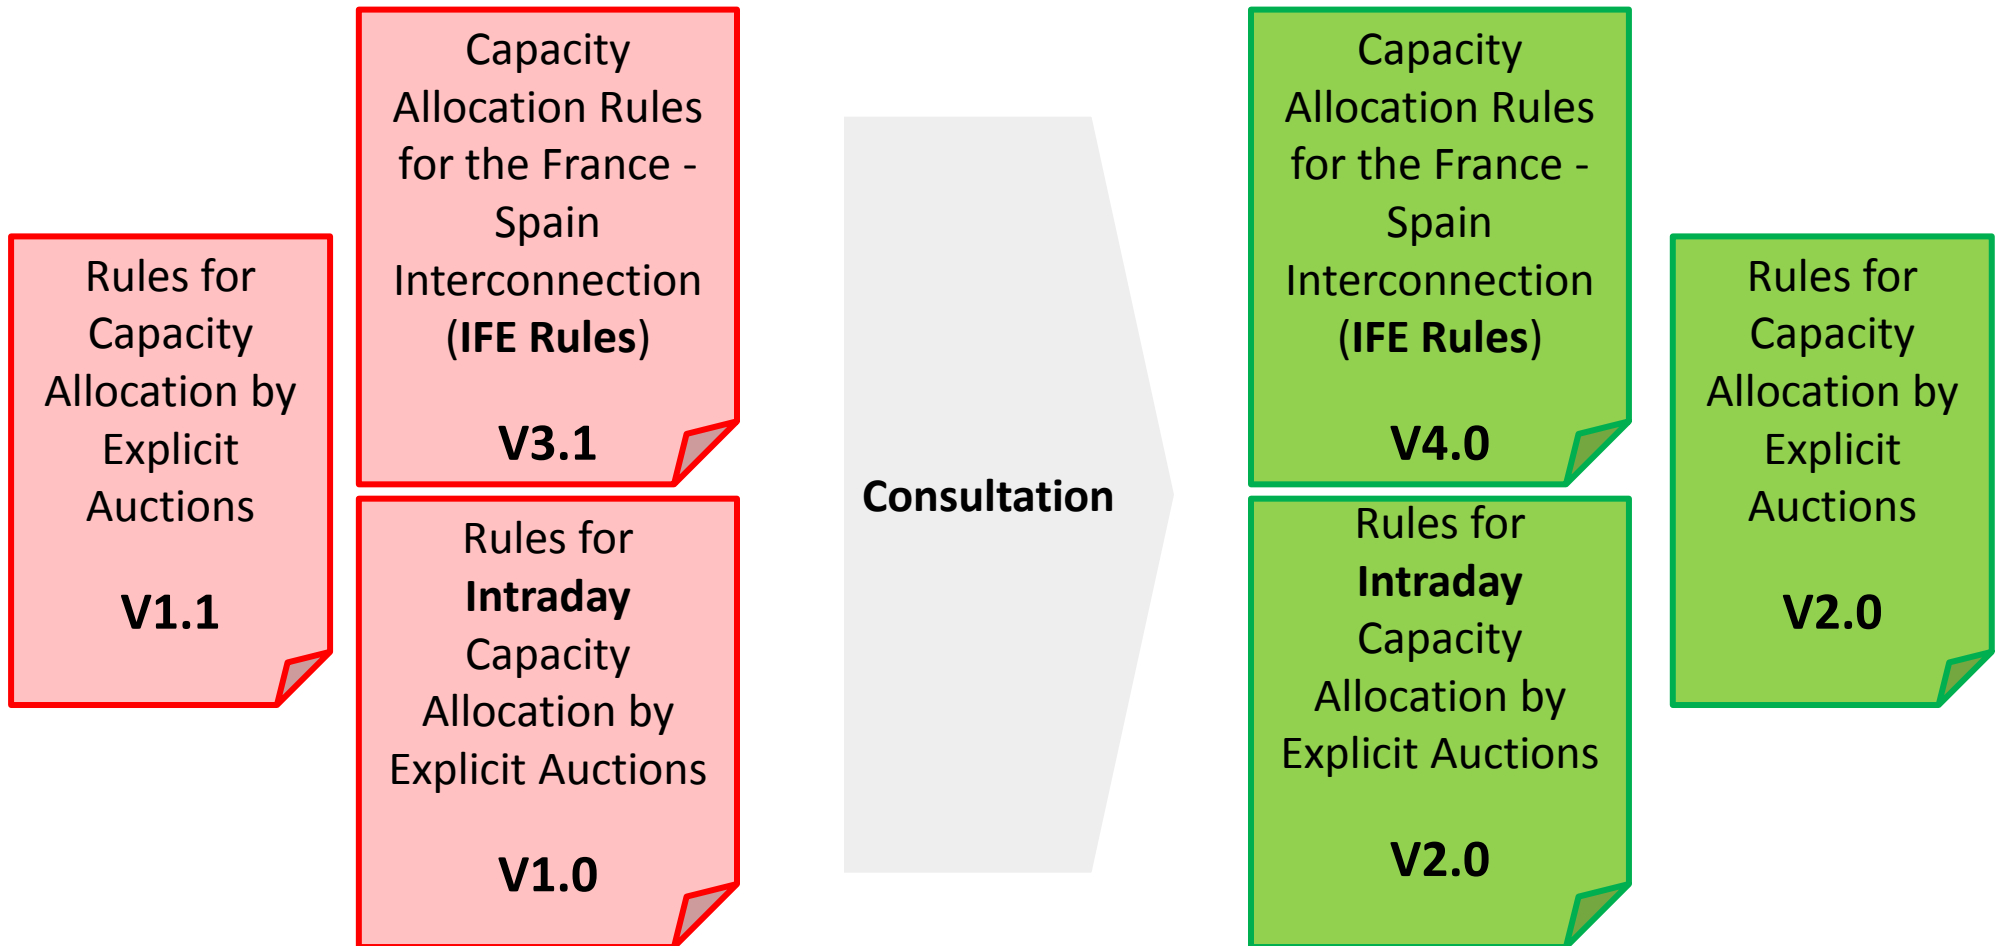 Rules for
Capacity
Allocation by
Explicit
Auctions
V1.1
Capacity
Allocation Rules
for the France -
Spain
Interconnection
(IFE Rules)
V3.1
Rules for
Intraday
Capacity
Allocation by
Explicit Auctions
V1.0
Consultation
Capacity
Allocation Rules
for the France -
Spain
Interconnection
(IFE Rules)
V4.0
Rules for
Intraday
Capacity
Allocation by
Explicit Auctions
V2.0
Rules for
Capacity
Allocation by
Explicit
Auctions
V2.0